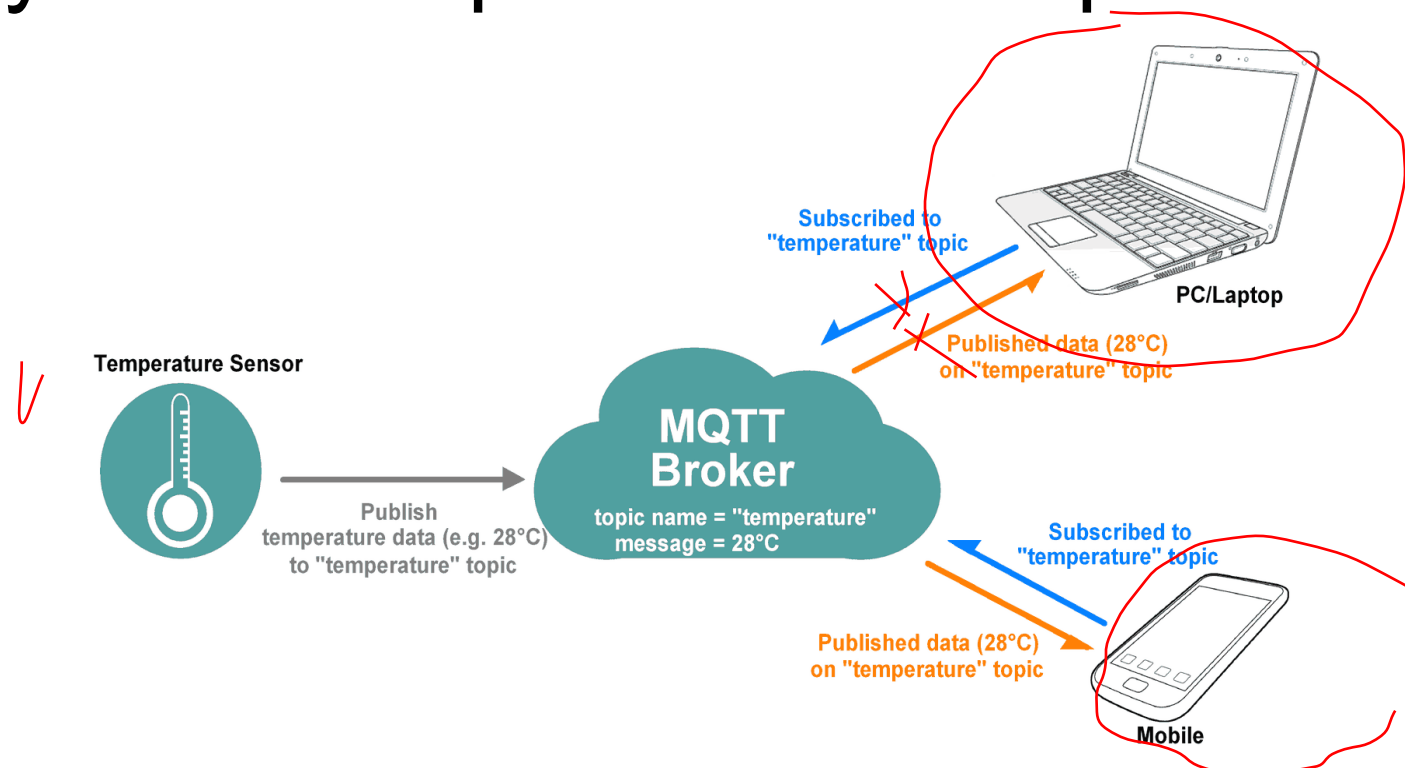 Subscribed to
"temperature" topic
PC/Laptop
Published data (28°C)
on "temperature" topic
Temperature Sensor
MQTT
Broker
topic name = "temperature"
message = 28°C
Publish
temperature data (e.g. 28°C)
to "temperature" topic
Subscribed to
"temperature" topic
Published data (28°C)
on "temperature" topic
Mobile